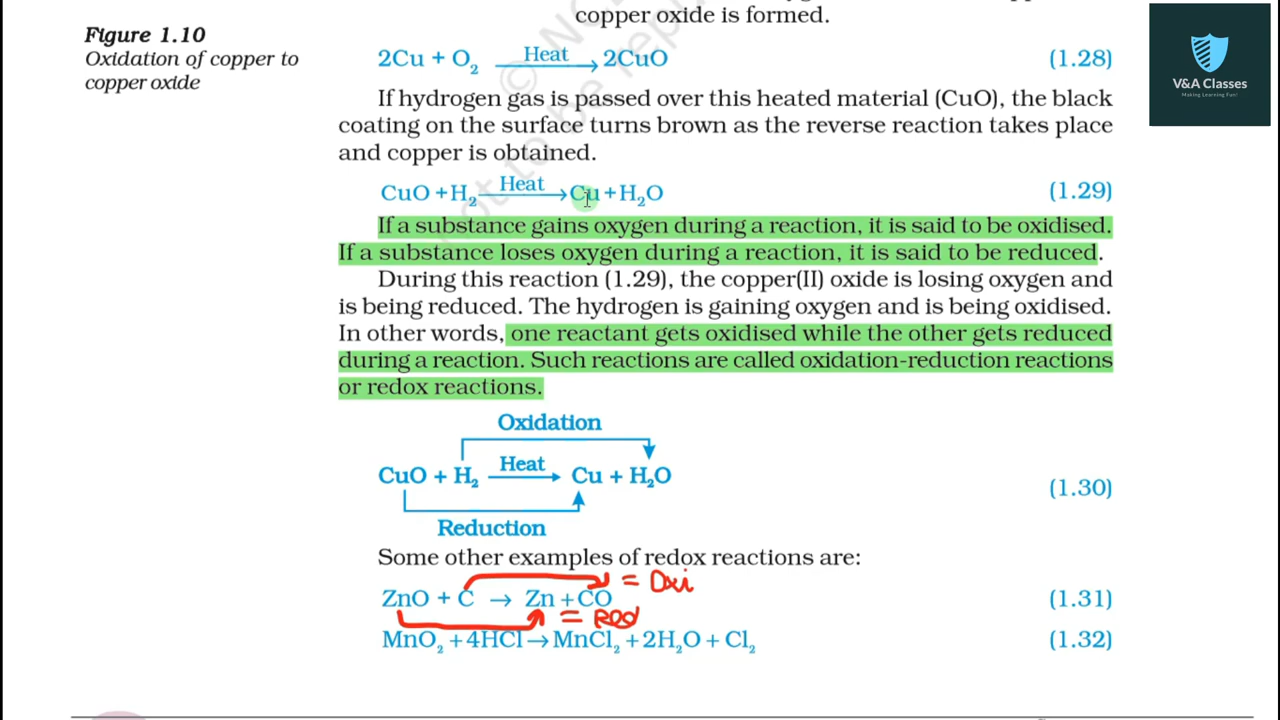 copper oxide is formed.
Figure 1.10
Oxidation of copper to
copper oxide
2Cu + O₂ Heat → 2CuO (1.28)
V&A Classes
Making Learning Fun!
If hydrogen gas is passed over this heated material (CuO), the black
coating on the surface turns brown as the reverse reaction takes place
and copper is obtained.
CuO +H₂ Heat → Cu +H₂O (1.29)
If a substance gains oxygen during a reaction, it is said to be oxidised.
If a substance loses oxygen during a reaction, it is said to be reduced.
During this reaction (1.29), the copper(II) oxide is losing oxygen and
is being reduced. The hydrogen is gaining oxygen and is being oxidised.
In other words, one reactant gets oxidised while the other gets reduced
during a reaction. Such reactions are called oxidation-reduction reactions
or redox reactions.
Oxidation
CuO + H₂ Heat → Cu + H₂O (1.30)
Reduction
Some other examples of redox reactions are:
= Oxi
ZnO + C → Zn + CO (1.31)
= Red
MnO₂ + 4HCl → MnCl₂ + 2H₂O + Cl₂ (1.32)